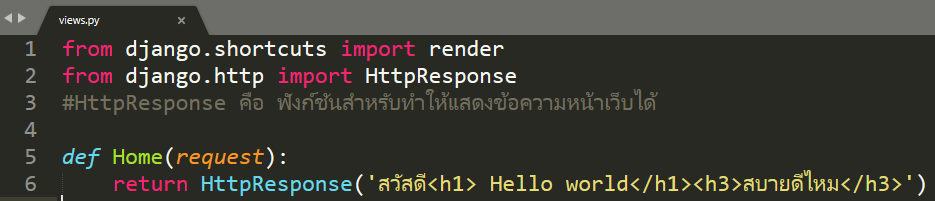 views.py ×
1 from django.shortcuts import render
2 from django.http import HttpResponse
3 #HttpResponse คือ ฟังก์ชันสำหรับทำให้แสดงข้อความหน้าเว็บได้
4
5 def Home(request):
6     return HttpResponse('สวัสดี<h1> Hello world</h1><h3>สบายดีไหม</h3>')